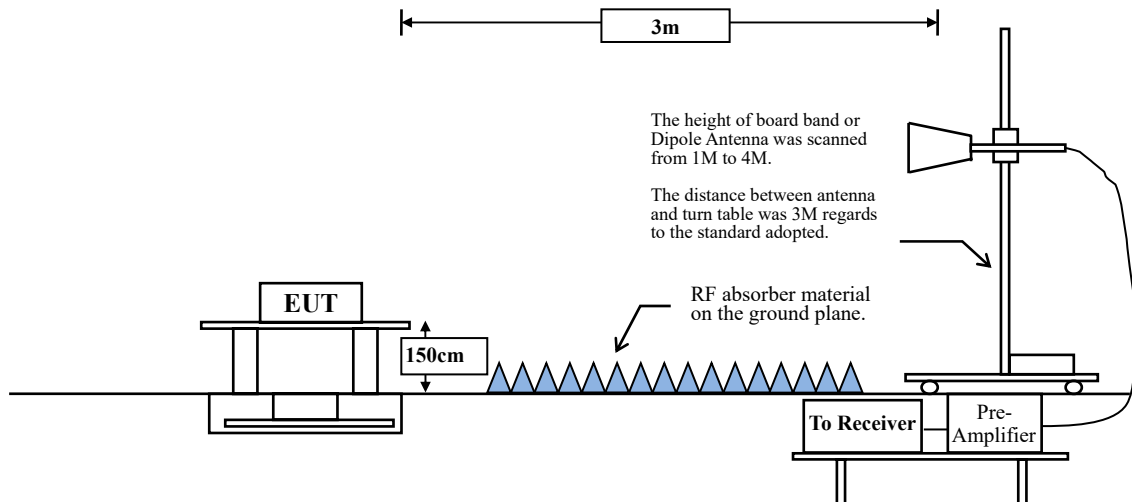 3m
The height of board band or
Dipole Antenna was scanned
from 1M to 4M.
The distance between antenna
and turn table was 3M regards
to the standard adopted.
EUT
RF absorber material
on the ground plane.
150cm
To Receiver
Pre-
Amplifier